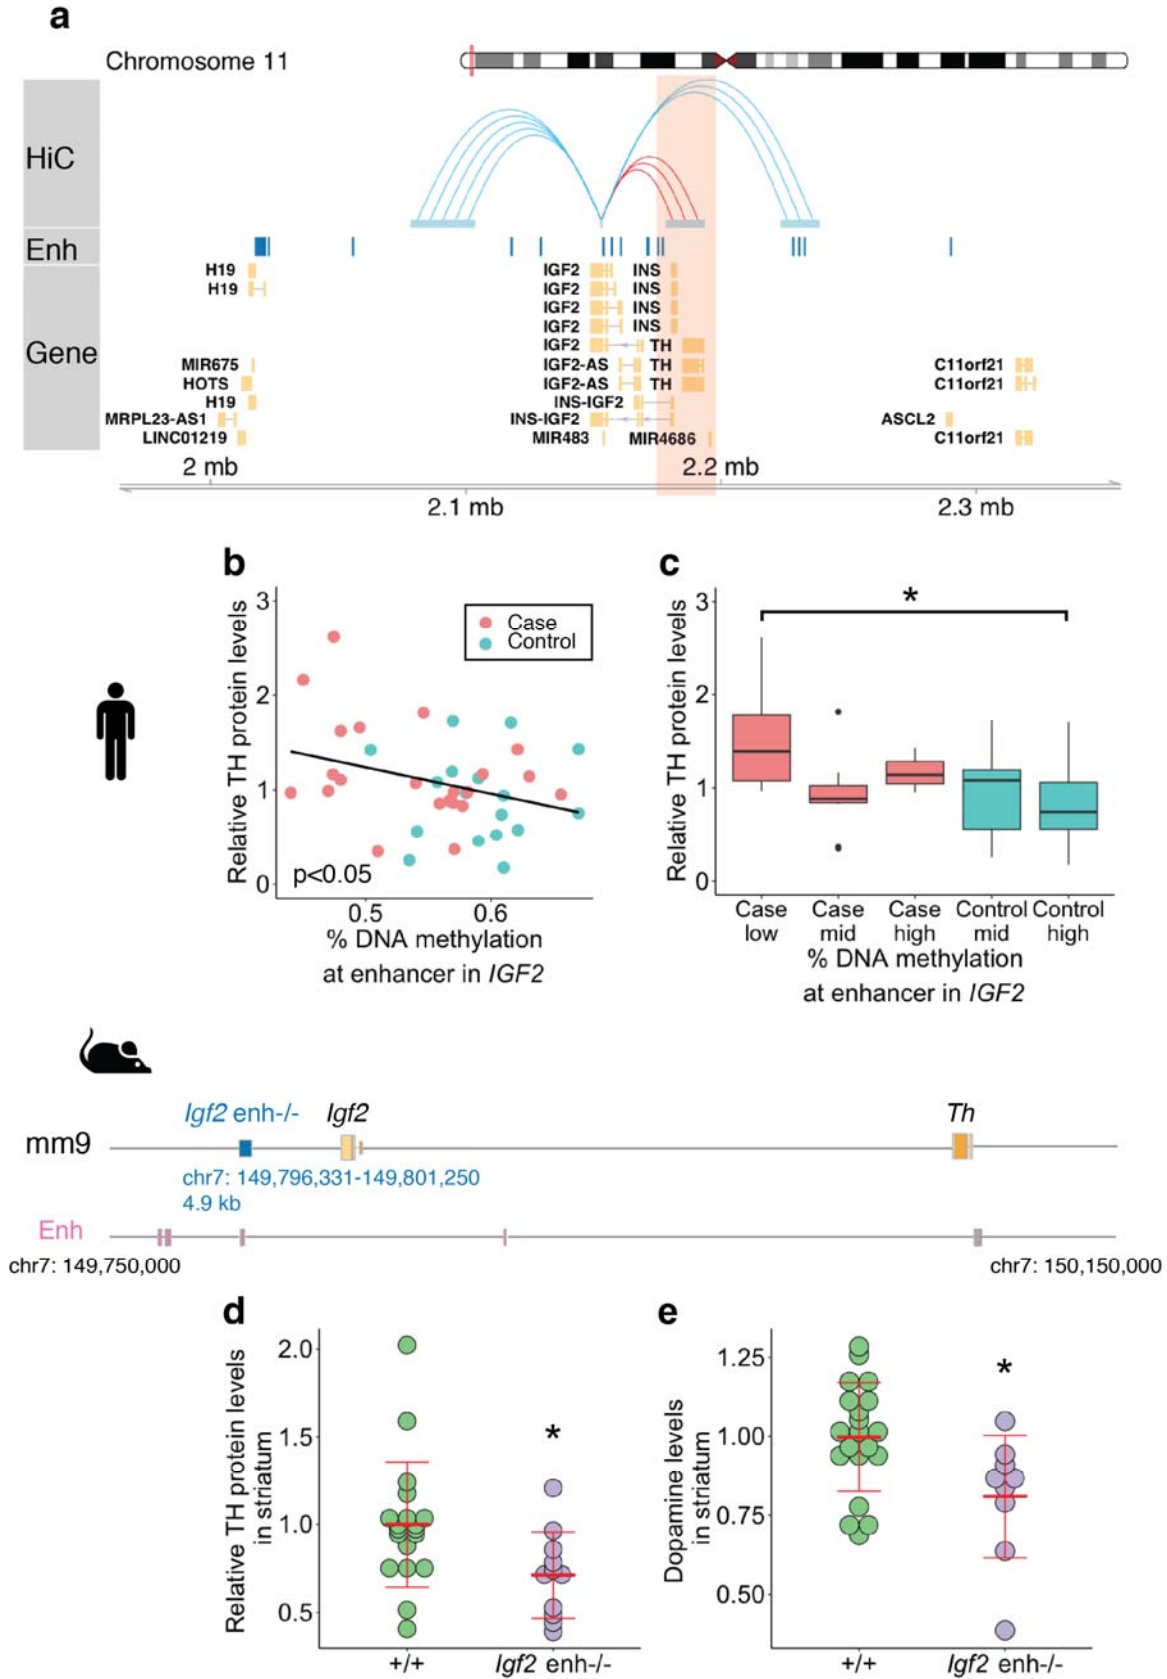 a
Chromosome 11
HiC
Enh
Gene
H19 IGF2 INS
H19 IGF2 INS
IGF2 INS
IGF2 INS
IGF2 TH
MIR675 IGF2-AS TH C11orf21
HOTS IGF2-AS TH C11orf21
H19 INS-IGF2
MRPL23-AS1 INS-IGF2 ASCL2
LINC01219 MIR483 MIR4686 C11orf21
2 mb 2.2 mb
2.1 mb 2.3 mb
b
Relative TH protein levels
3
2
1
0
Case
Control
p<0.05
0.5 0.6
% DNA methylation
at enhancer in IGF2
c
Relative TH protein levels
3
2
1
0
*
Case Case Case Control Control
low mid high mid high
% DNA methylation
at enhancer in IGF2
Igf2 enh-/- Igf2 Th
mm9
chr7: 149,796,331-149,801,250
4.9 kb
Enh
chr7: 149,750,000 chr7: 150,150,000
d
Relative TH protein levels
in striatum
2.0
1.5
1.0
0.5
*
+/+ Igf2 enh-/-
e
Dopamine levels
in striatum
1.25
1.00
0.75
0.50
*
+/+ Igf2 enh-/-